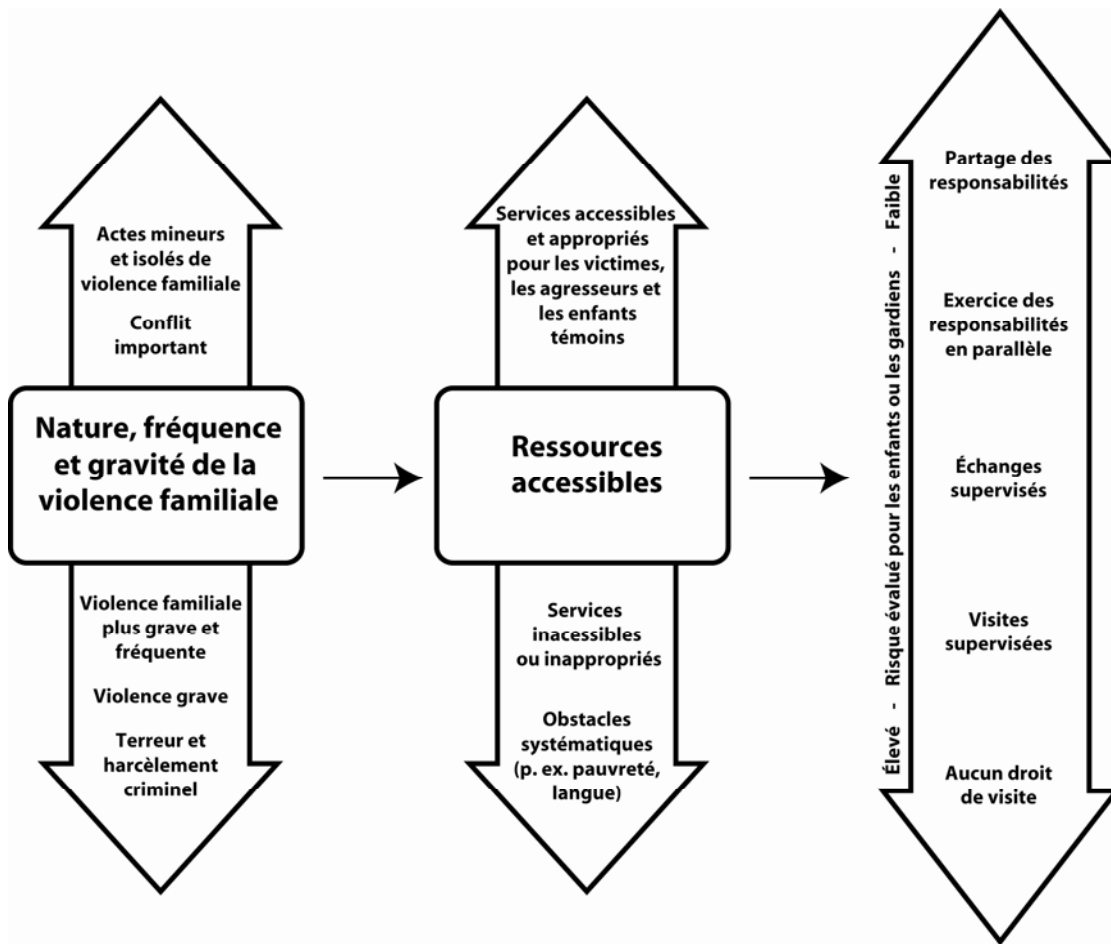 Actes mineurs
et isolés de
violence familiale
Conflit
important
Nature, fréquence
et gravité de la
violence familiale
Violence familiale
plus grave et
fréquente
Violence grave
Terreur et
harcèlement
criminel
Services accessibles
et appropriés
pour les victimes,
les agresseurs et
les enfants
témoins
Ressources
accessibles
Services
inacessibles
ou inappropriés
Obstacles
systématiques
(p. ex. pauvreté,
langue)
Élevé - Risque évalué pour les enfants ou les gardiens - Faible
Partage des
responsabilités
Exercice des
responsabilités
en parallèle
Échanges
supervisés
Visites
supervisées
Aucun droit
de visite